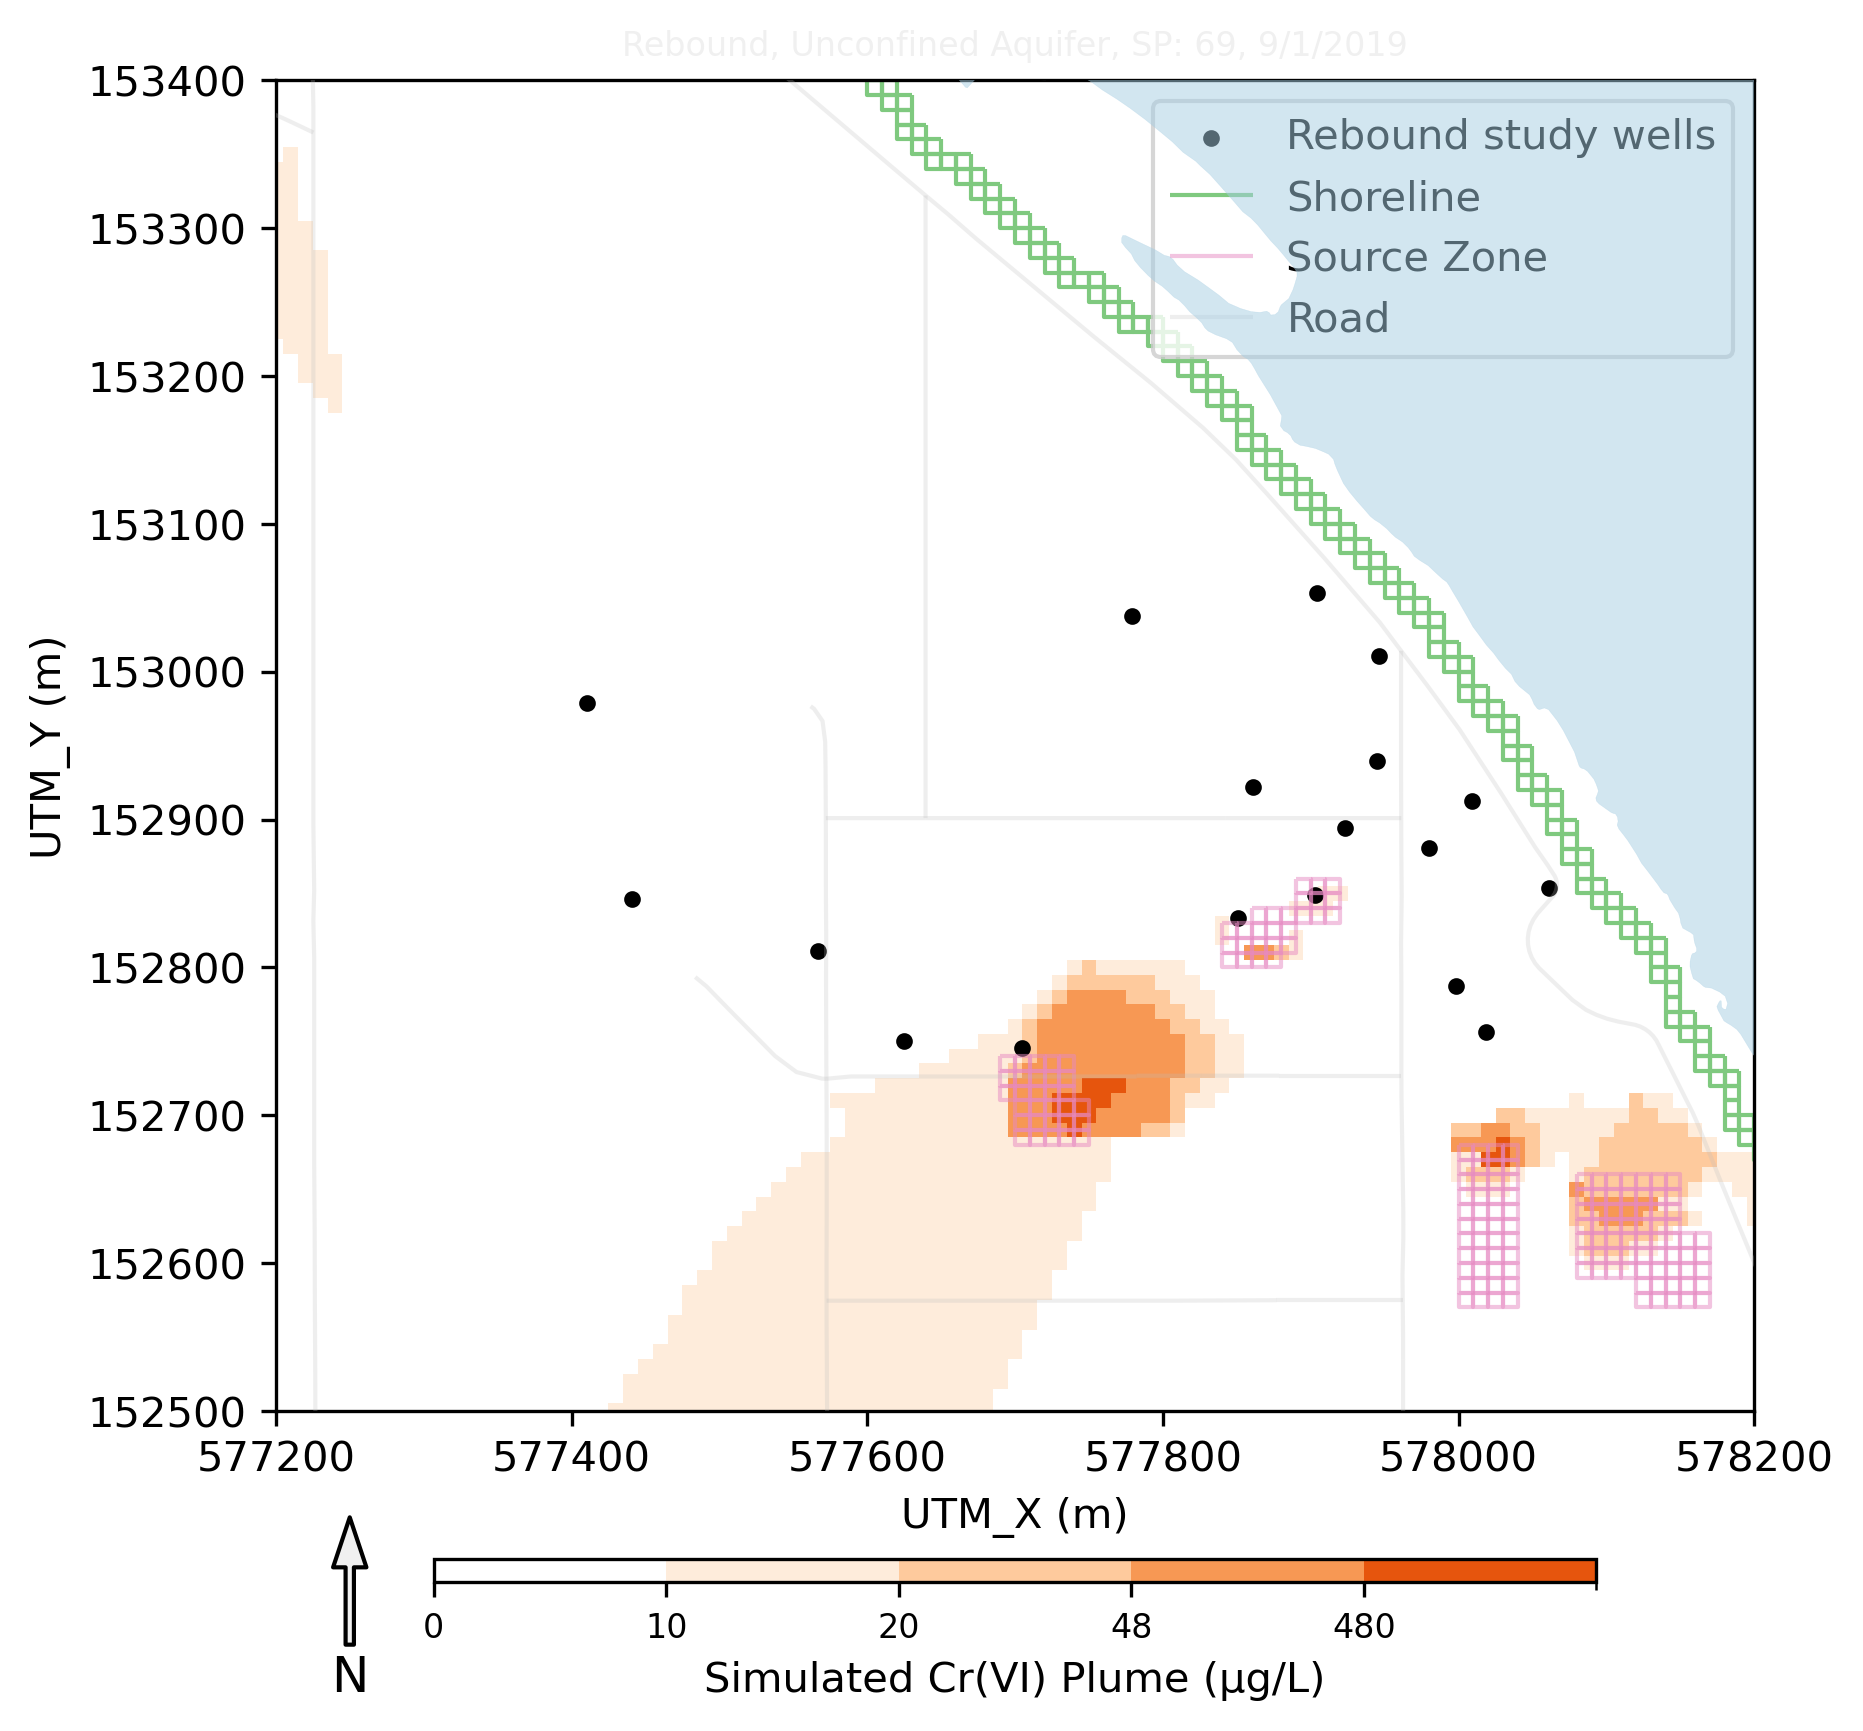 Rebound, Unconfined Aquifer, SP: 69, 9/1/2019
153400
153300
153200
153100
153000
152900
152800
152700
152600
152500
UTM_Y (m)
Rebound study wells
Shoreline
Source Zone
Road
577200 577400 577600 577800 578000 578200
UTM_X (m)
N
0 10 20 48 480
Simulated Cr(VI) Plume (μg/L)